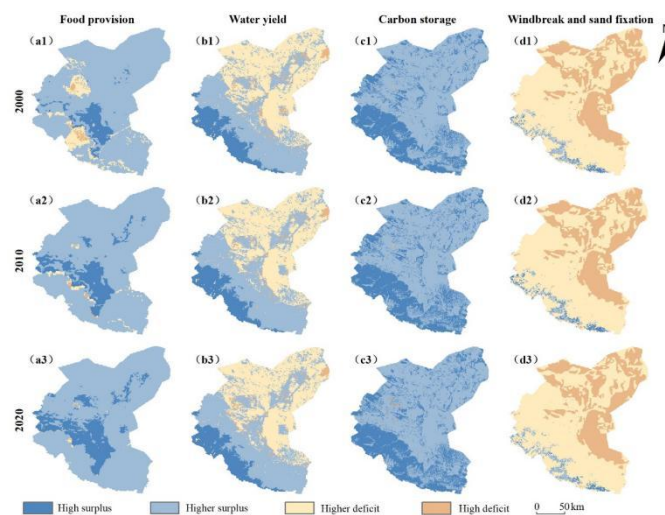 Food provision Water yield Carbon storage Windbreak and sand fixation
N
(a1) (b1) (c1) (d1)
2000
(a2) (b2) (c2) (d2)
2010
(a3) (b3) (c3) (d3)
2020
High surplus Higher surplus Higher deficit High deficit 0 50 km